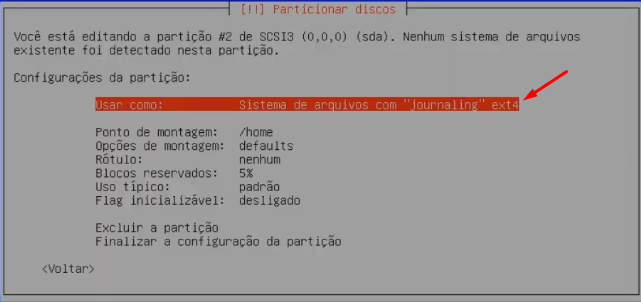 [!!] Particionar discos
Você está editando a partição #2 de SCSI3 (0,0,0) (sda). Nenhum sistema de arquivos
existente foi detectado nesta partição.
Configurações da partição:
Usar como: Sistema de arquivos com "journaling" ext4
Ponto de montagem: /home
Opções de montagem: defaults
Rótulo: nenhum
Blocos reservados: 5%
Uso típico: padrão
Flag inicializável: desligado
Excluir a partição
Finalizar a configuração da partição
<Voltar>